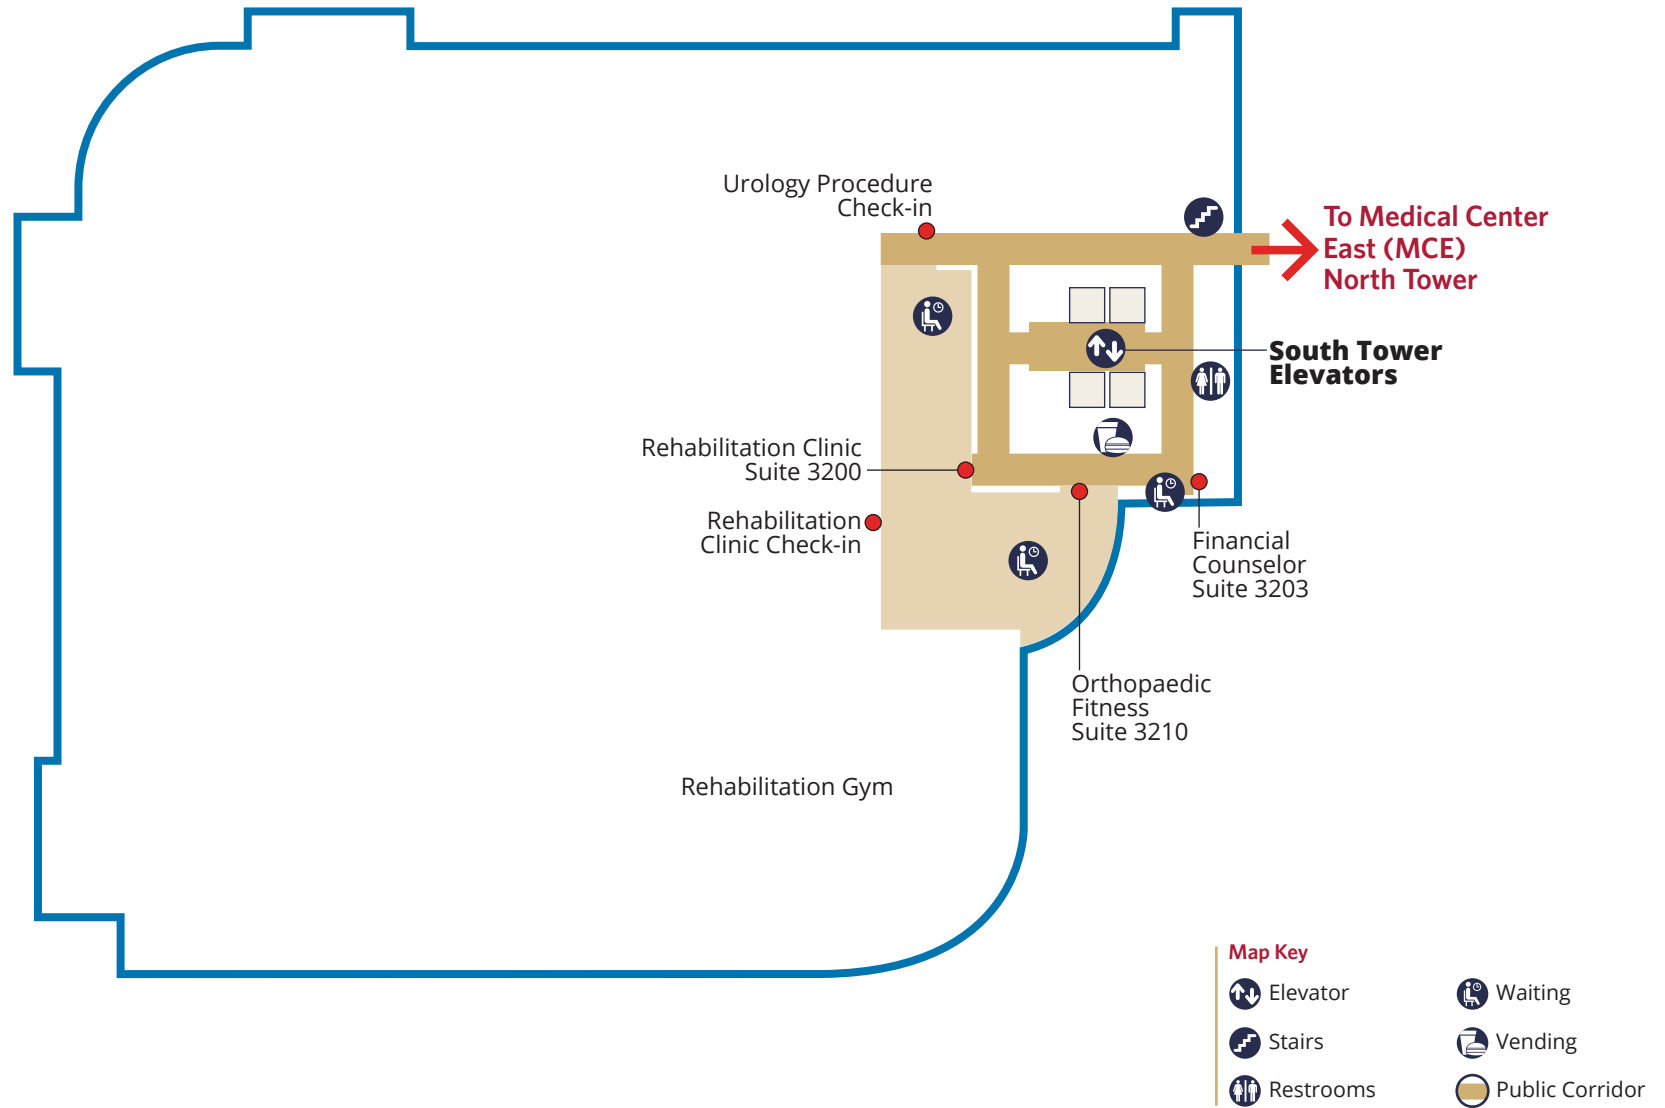 Urology Procedure
Check-in
To Medical Center
East (MCE)
North Tower
South Tower
Elevators
Rehabilitation Clinic
Suite 3200
Rehabilitation
Clinic Check-in
Financial
Counselor
Suite 3203
Orthopaedic
Fitness
Suite 3210
Rehabilitation Gym
Map Key
Elevator
Waiting
Stairs
Vending
Restrooms
Public Corridor